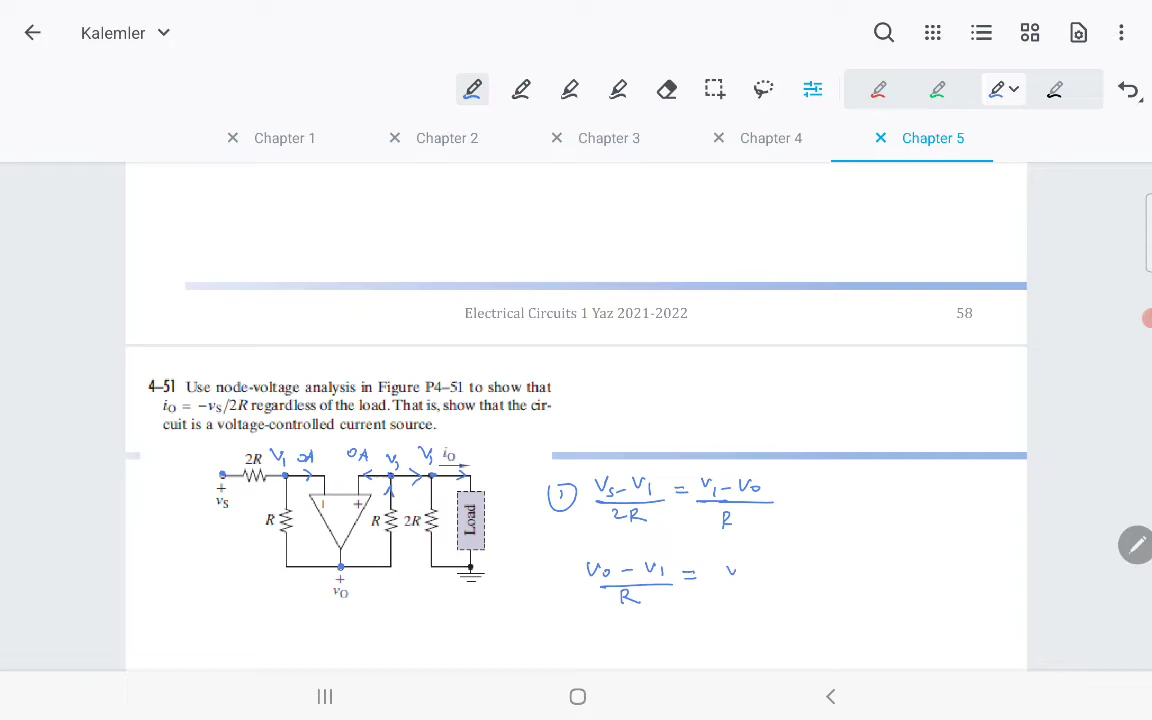 Kalemler
Chapter 1
Chapter 2
Chapter 3
Chapter 4
Chapter 5
Electrical Circuits 1 Yaz 2021-2022
58
4–51 Use node-voltage analysis in Figure P4–51 to show that
iO = −vS/2R regardless of the load. That is, show that the cir-
cuit is a voltage-controlled current source.
2R V1 0A 0A V1 V1 iO
+
vS
R
− +
R 2R
Load
+
vO
① (Vs − V1)/2R = (V1 − Vo)/R
(Vo − V1)/R = v